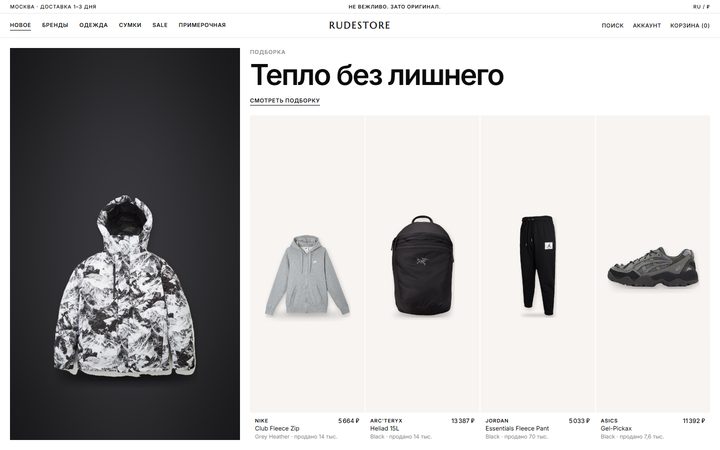 МОСКВА · ДОСТАВКА 1–3 ДНЯ
НЕ ВЕЖЛИВО. ЗАТО ОРИГИНАЛ.
RU / ₽
НОВОЕ БРЕНДЫ ОДЕЖДА СУМКИ SALE ПРИМЕРОЧНАЯ
RUDESTORE
ПОИСК АККАУНТ КОРЗИНА (0)
ПОДБОРКА
Тепло без лишнего
СМОТРЕТЬ ПОДБОРКУ
NIKE 5 664 ₽
Club Fleece Zip
Grey Heather · продано 14 тыс.
ARC'TERYX 13 387 ₽
Heliad 15L
Black · продано 14 тыс.
JORDAN 5 033 ₽
Essentials Fleece Pant
Black · продано 70 тыс.
ASICS 11 392 ₽
Gel-Pickax
Black · продано 7,6 тыс.